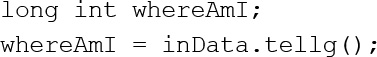 long int whereAmI;
whereAmI = inData.tellg();